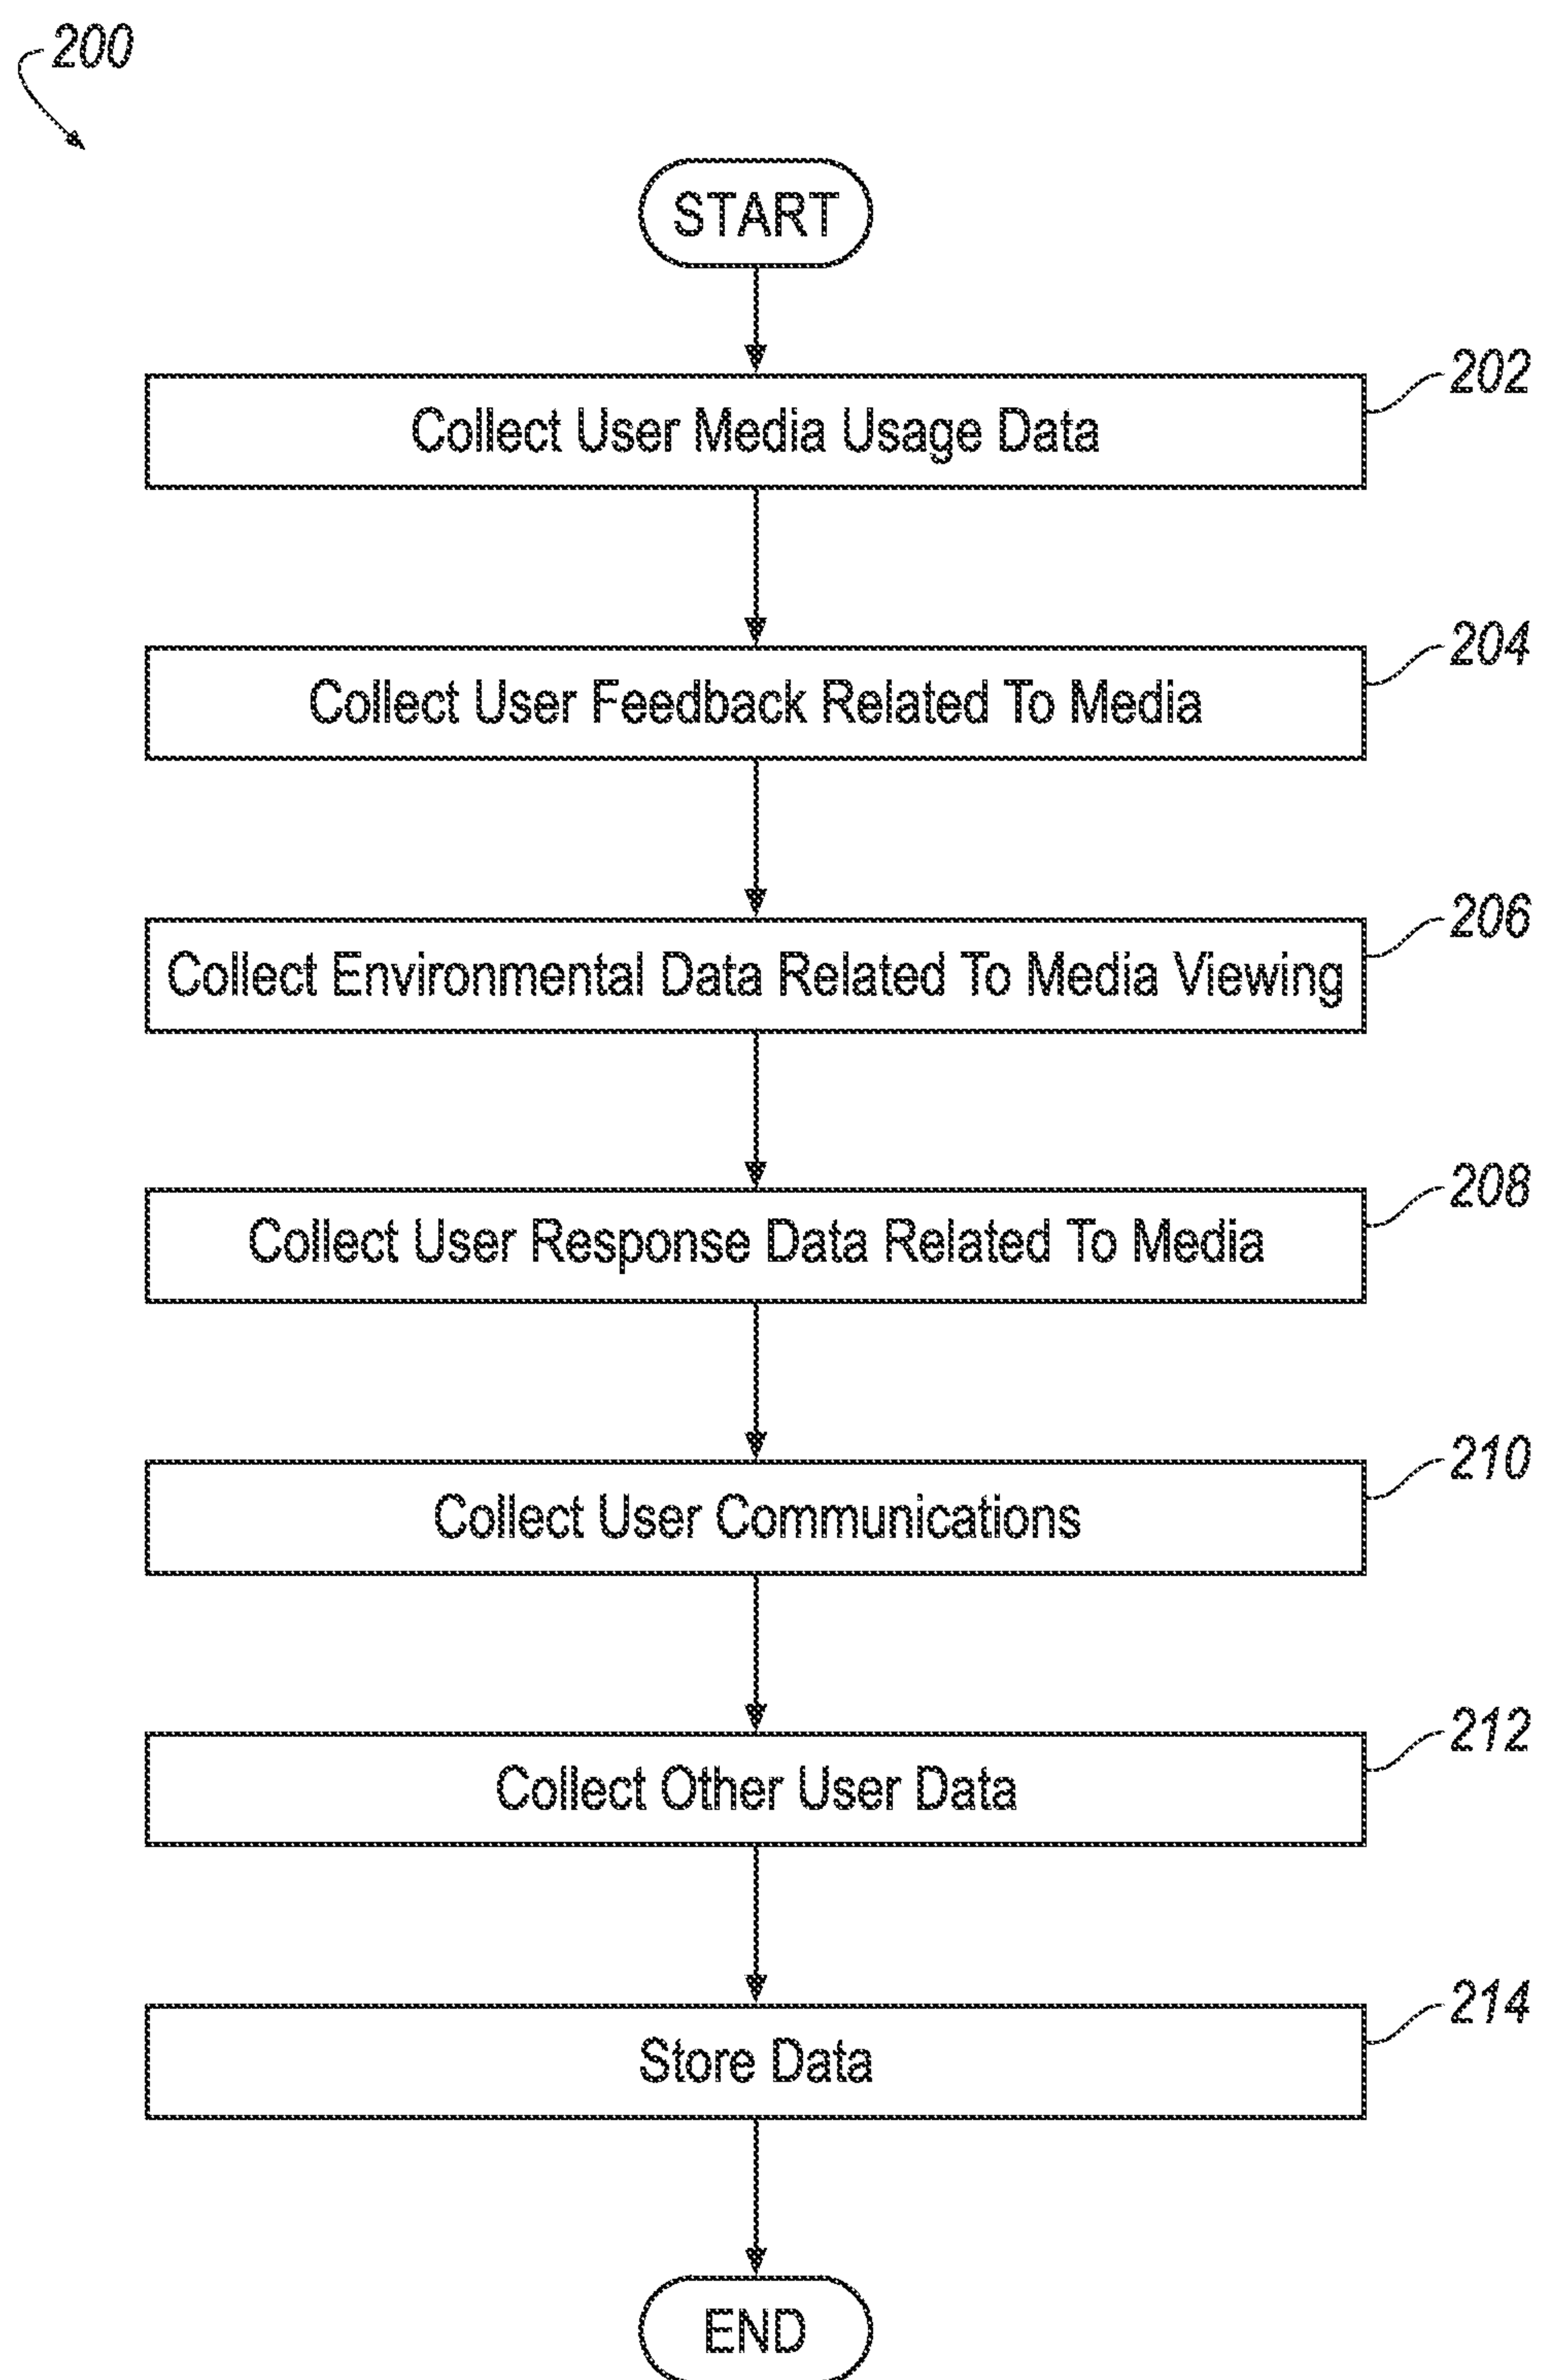 200
START
202
Collect User Media Usage Data
204
Collect User Feedback Related To Media
206
Collect Environmental Data Related To Media Viewing
208
Collect User Response Data Related To Media
210
Collect User Communications
212
Collect Other User Data
214
Store Data
END